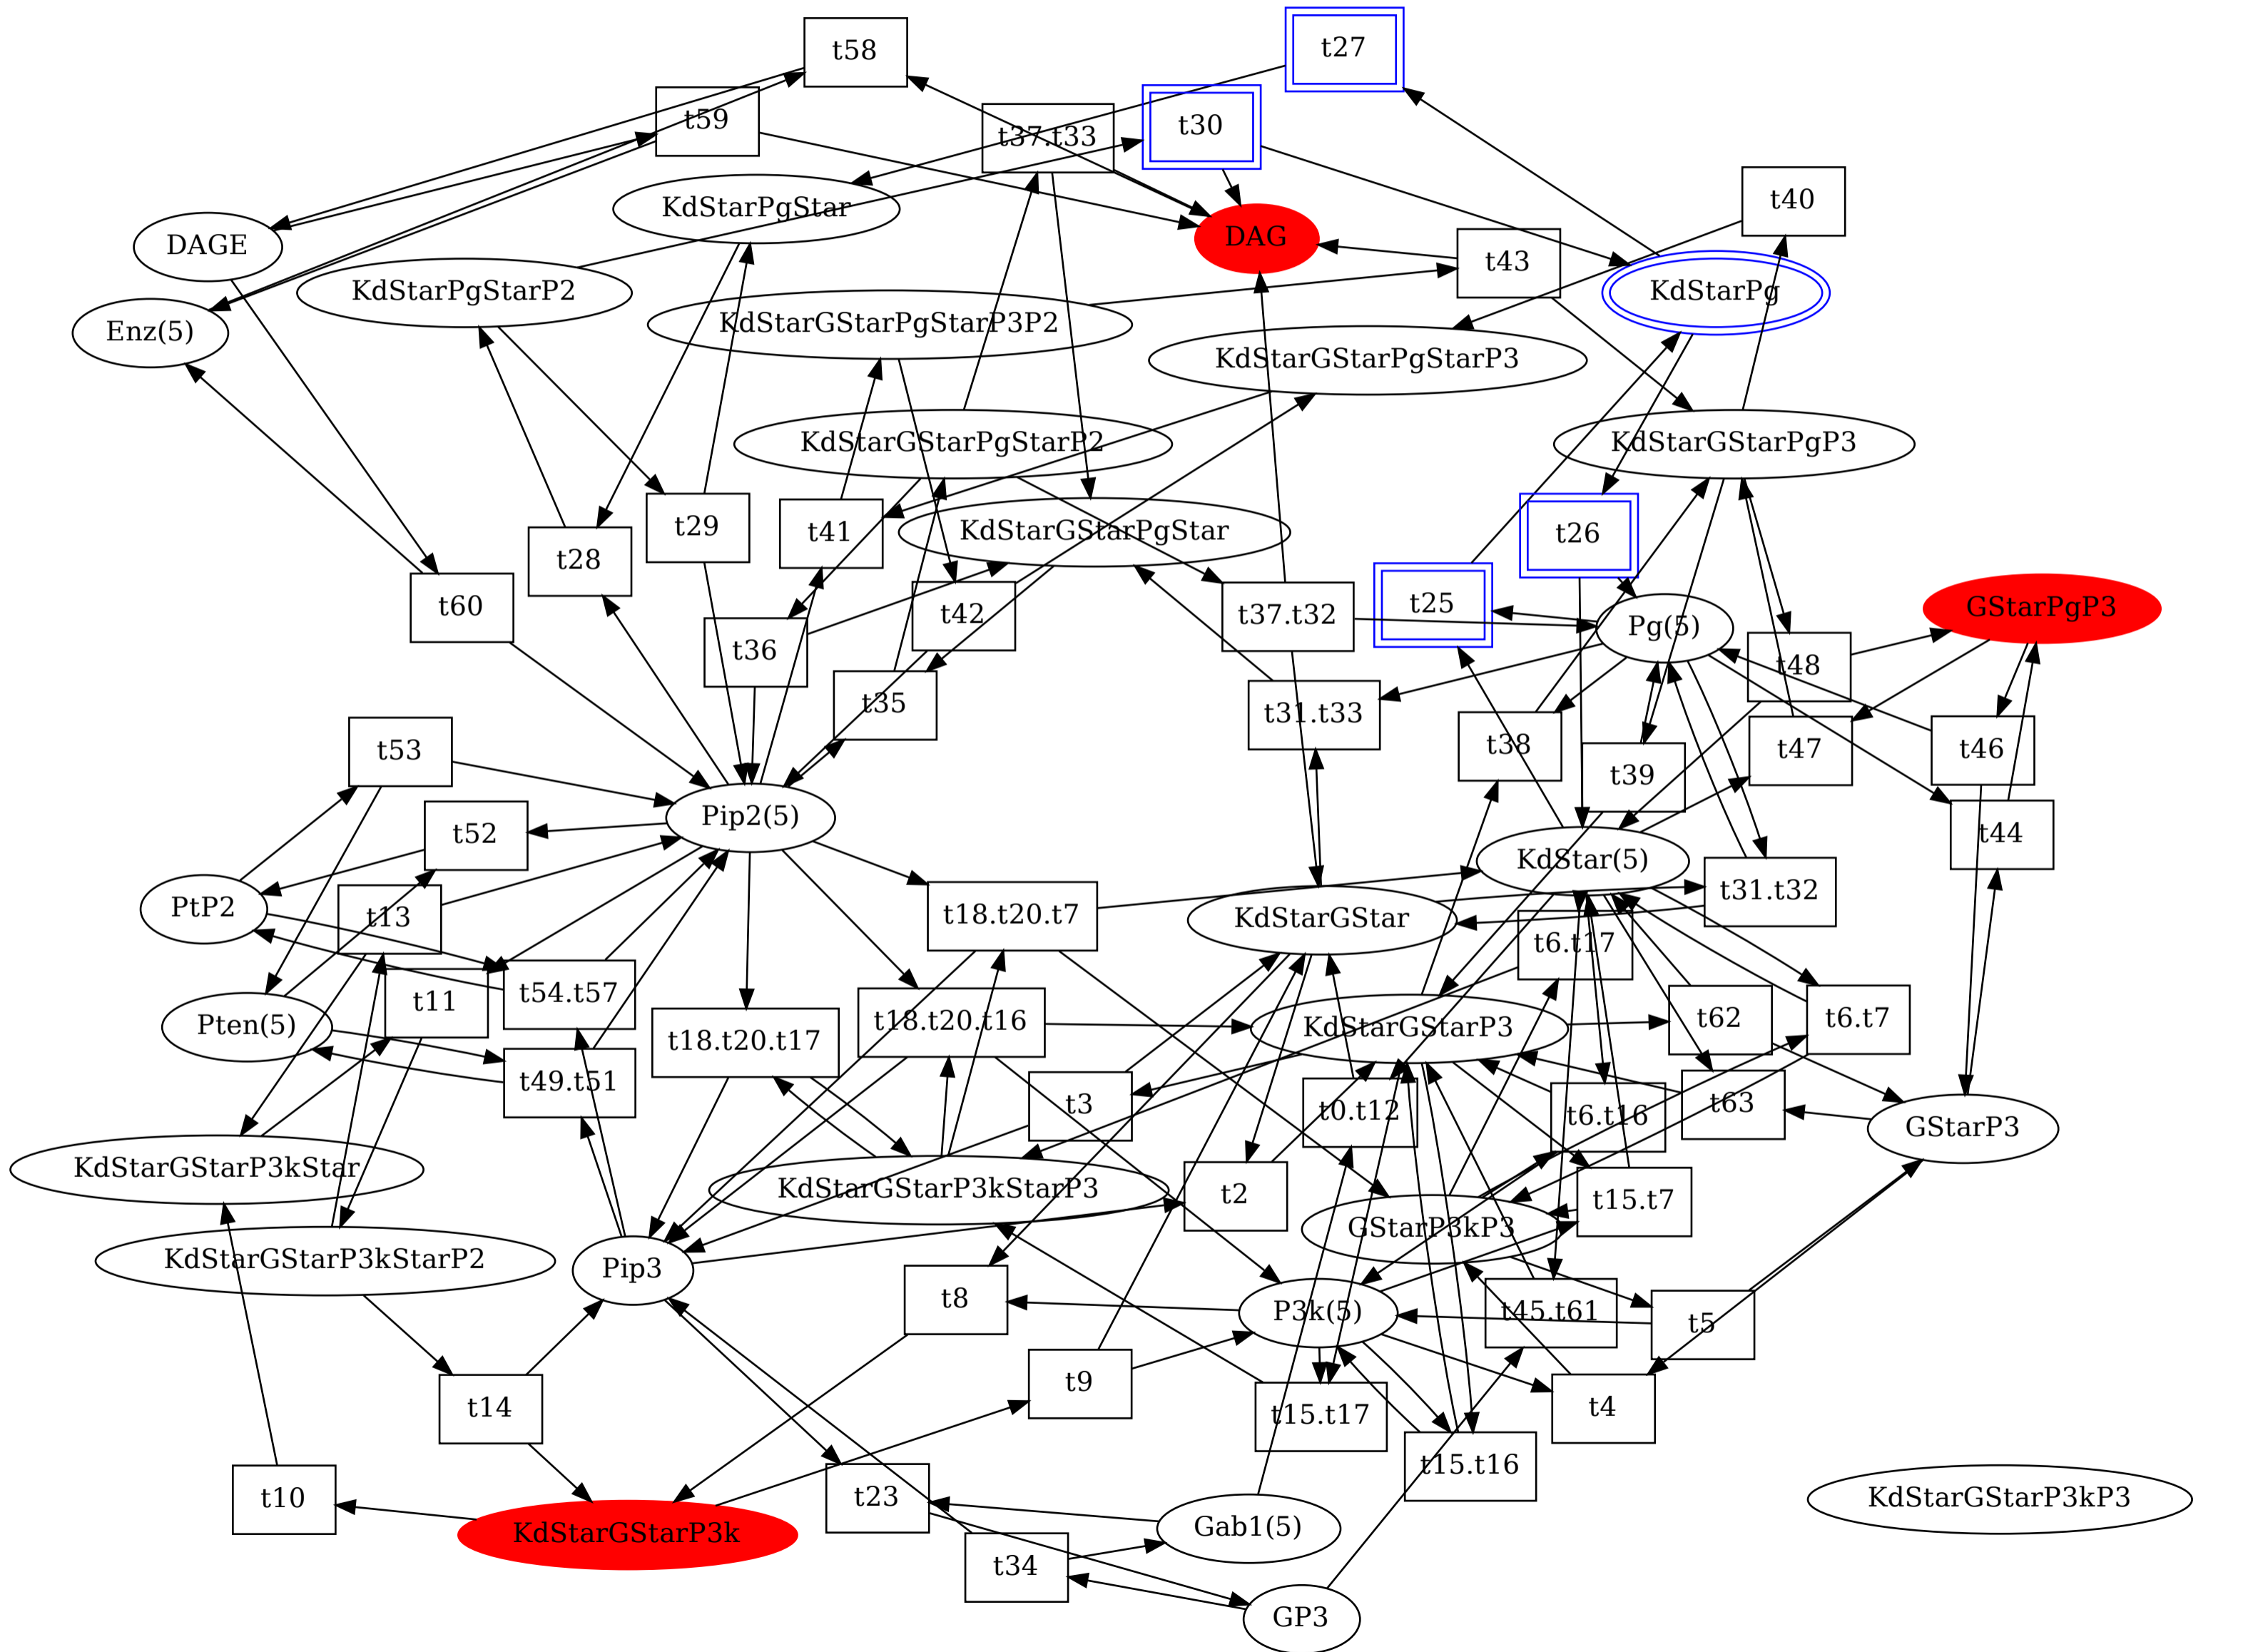 t58
t27
t59
t37.t33
t30
t40
KdStarPgStar
DAGE
DAG
t43
KdStarPgStarP2
KdStarPg
Enz(5)
KdStarGStarPgStarP3P2
KdStarGStarPgStarP3
KdStarGStarPgStarP2
KdStarGStarPgP3
t29
t41
KdStarGStarPgStar
t26
t28
t60
t42
t37.t32
t25
Pg(5)
GStarPgP3
t36
t48
t35
t31.t33
t53
t38
t39
t47
t46
Pip2(5)
t52
t44
KdStar(5)
PtP2
t13
t18.t20.t7
KdStarGStar
t31.t32
t6.t17
t11
t54.t57
Pten(5)
t18.t20.t16
KdStarGStarP3
t62
t6.t7
t18.t20.t17
t49.t51
t3
t0.t12
t6.t16
t63
GStarP3
KdStarGStarP3kStar
KdStarGStarP3kStarP3
t2
t15.t7
GStarP3kP3
KdStarGStarP3kStarP2
Pip3
t8
P3k(5)
t45.t61
t5
t14
t9
t15.t17
t4
t15.t16
t10
t23
KdStarGStarP3kP3
KdStarGStarP3k
Gab1(5)
t34
GP3